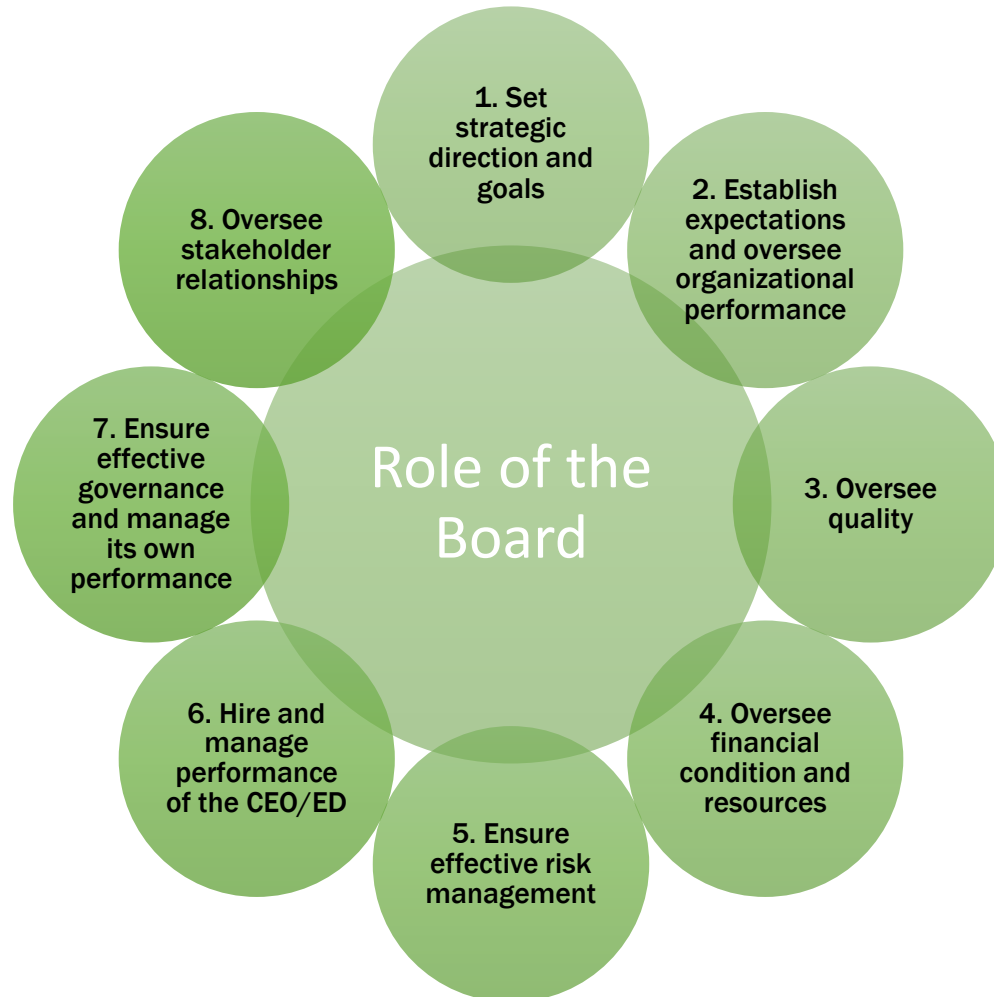 1. Set
strategic
direction and
goals
2. Establish
expectations
and oversee
organizational
performance
3. Oversee
quality
4. Oversee
financial
condition and
resources
5. Ensure
effective risk
management
6. Hire and
manage
performance
of the CEO/ED
7. Ensure
effective
governance
and manage
its own
performance
8. Oversee
stakeholder
relationships
Role of the
Board